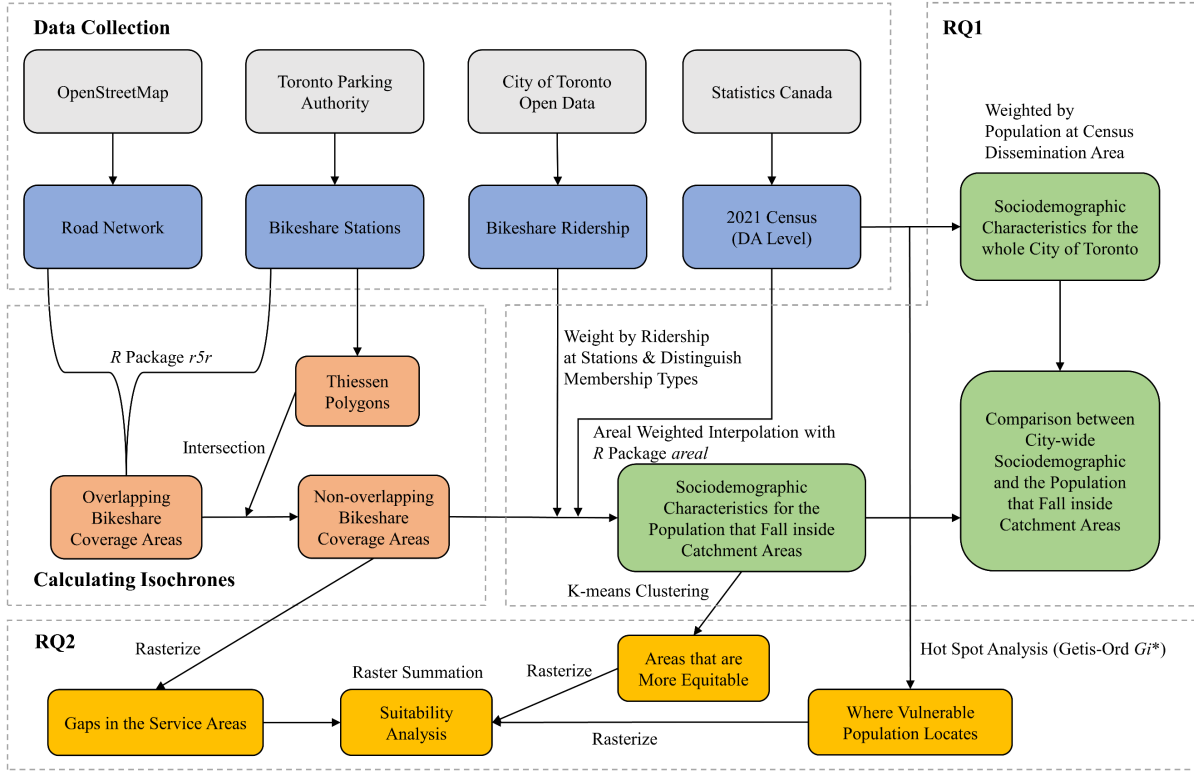 Data Collection
RQ1
OpenStreetMap
Toronto Parking
Authority
City of Toronto
Open Data
Statistics Canada
Weighted by
Population at Census
Dissemination Area
Road Network
Bikeshare Stations
Bikeshare Ridership
2021 Census
(DA Level)
Sociodemographic
Characteristics for the
whole City of Toronto
R Package r5r
Thiessen
Polygons
Weight by Ridership
at Stations & Distinguish
Membership Types
Intersection
Areal Weighted Interpolation with
R Package areal
Comparison between
City-wide
Sociodemographic
and the Population
that Fall inside
Catchment Areas
Overlapping
Bikeshare
Coverage Areas
Non-overlapping
Bikeshare
Coverage Areas
Sociodemographic
Characteristics for the
Population that Fall inside
Catchment Areas
Calculating Isochrones
K-means Clustering
RQ2
Rasterize
Raster Summation
Rasterize
Areas that are
More Equitable
Hot Spot Analysis (Getis-Ord Gi*)
Gaps in the Service Areas
Suitability
Analysis
Rasterize
Where Vulnerable
Population Locates